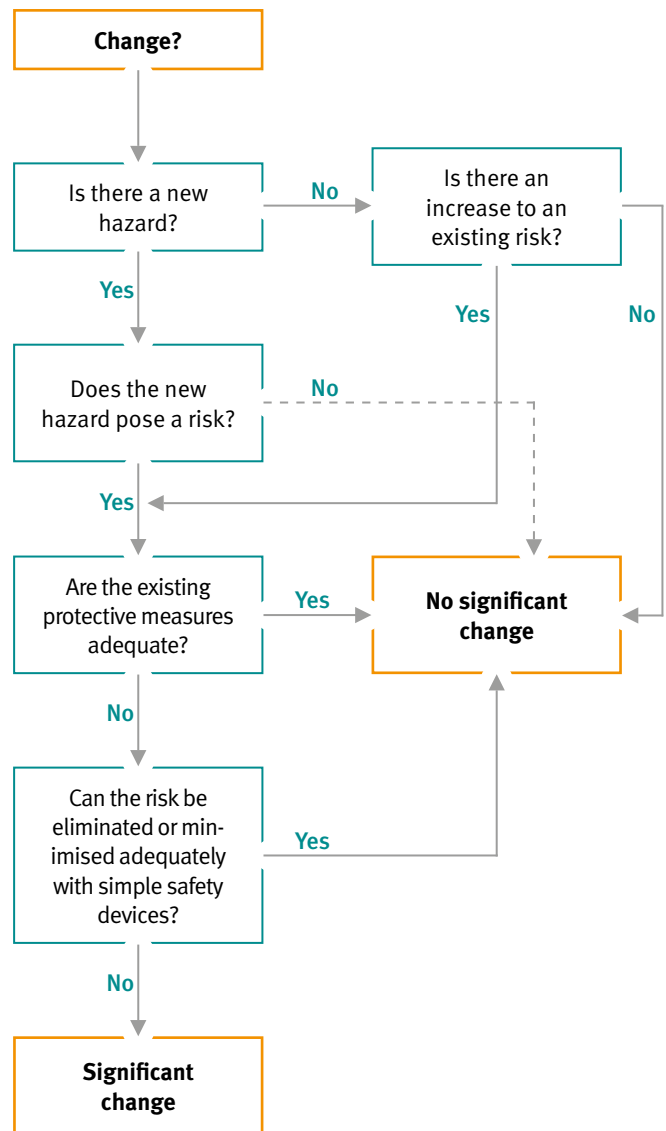 Change?
Is there a new
hazard?
No
Is there an
increase to an
existing risk?
Yes
Yes
No
Does the new
hazard pose a risk?
No
Yes
Are the existing
protective measures
adequate?
Yes
No significant
change
No
Can the risk be
eliminated or min-
imised adequately
with simple safety
devices?
Yes
No
Significant
change